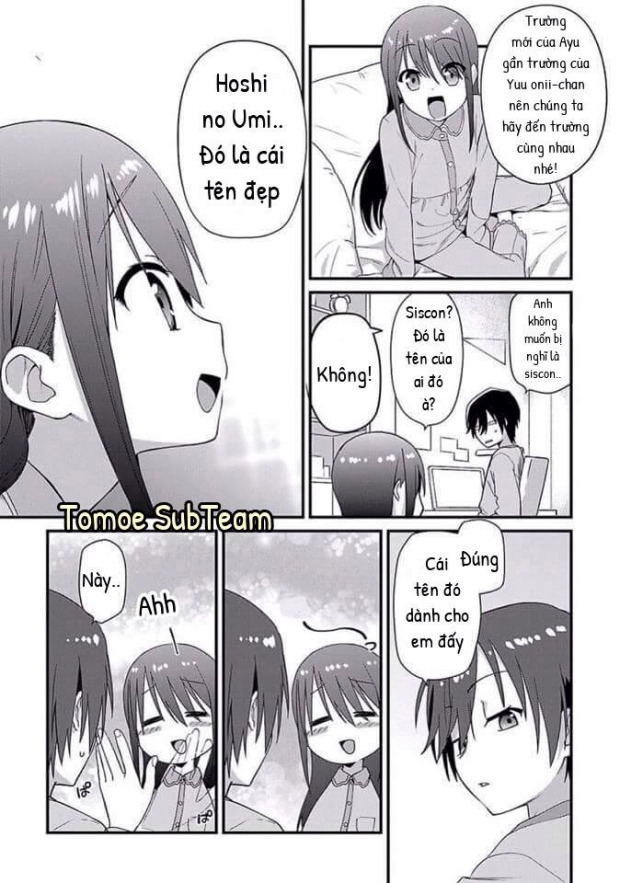 Trường
mới của Ayu
gần trường của
Yuu onii-chan
nên chúng ta
hãy đến trường
cùng nhau
nhé!
Hoshi
no Umi..
Đó là cái
tên đẹp
Anh
không
muốn bị
nghĩ là
siscon..
Siscon?
Đó là
tên của
ai đó
à?
Không!
Tomoe SubTeam
Đúng
Cái
tên đó
dành cho
em đấy
Này..
Ahh
ぱ
ぱ